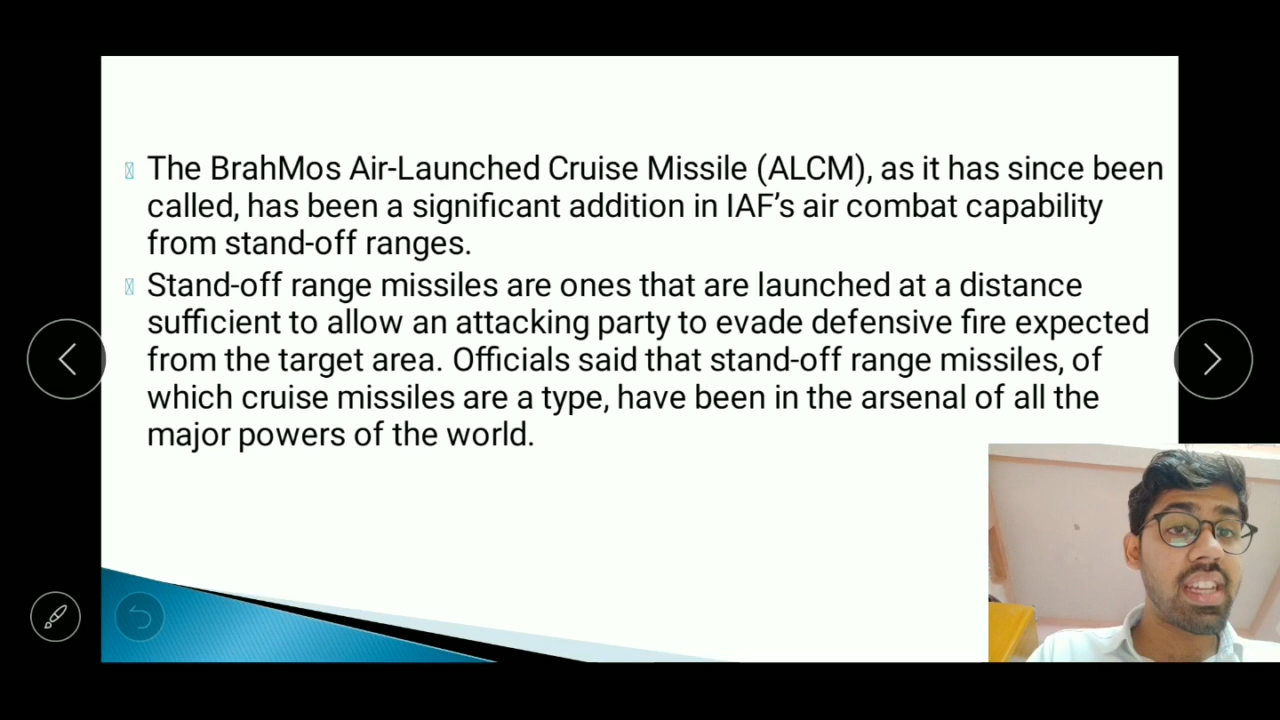 The BrahMos Air-Launched Cruise Missile (ALCM), as it has since been
called, has been a significant addition in IAF’s air combat capability
from stand-off ranges.
Stand-off range missiles are ones that are launched at a distance
sufficient to allow an attacking party to evade defensive fire expected
from the target area. Officials said that stand-off range missiles, of
which cruise missiles are a type, have been in the arsenal of all the
major powers of the world.